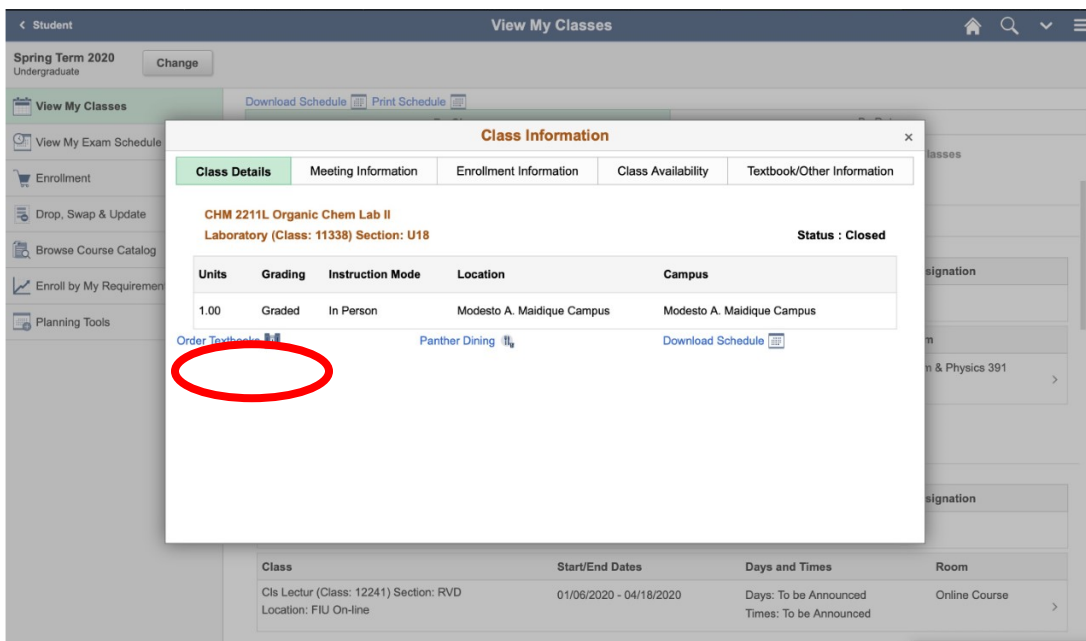 Student
View My Classes
Spring Term 2020
Undergraduate
Change
View My Classes
View My Exam Schedule
Enrollment
Drop, Swap & Update
Browse Course Catalog
Enroll by My Requiremen
Planning Tools
Download Schedule Print Schedule
lasses
Class Information
×
Class Details Meeting Information Enrollment Information Class Availability Textbook/Other Information
CHM 2211L Organic Chem Lab II
Laboratory (Class: 11338) Section: U18 Status : Closed
Units Grading Instruction Mode Location Campus
1.00 Graded In Person Modesto A. Maidique Campus Modesto A. Maidique Campus
Order Textbooks Panther Dining Download Schedule
signation
m
m & Physics 391
signation
Class Start/End Dates Days and Times Room
Cls Lectur (Class: 12241) Section: RVD 01/06/2020 - 04/18/2020 Days: To be Announced Online Course
Location: FIU On-line Times: To be Announced